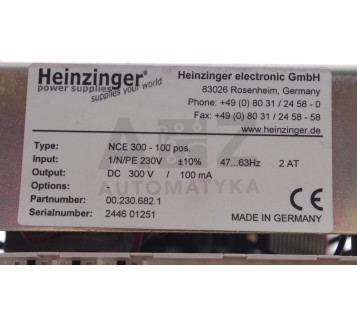 Heinzinger®
power supplies
supplies your world
Heinzinger electronic GmbH
83026 Rosenheim, Germany
Phone: +49 (0) 80 31 / 24 58 - 0
Fax: +49 (0) 80 31 / 24 58 - 58
www.heinzinger.de
Type: NCE 300 - 100 pos.
Input: 1/N/PE 230V ±10% 47...63Hz 2 AT
Output: DC 300 V / 100 mA
Options: -
Partnumber: 00.230.682.1
Serialnumber: 2446 01251
MADE IN GERMANY
CE
AUTOMATYKA